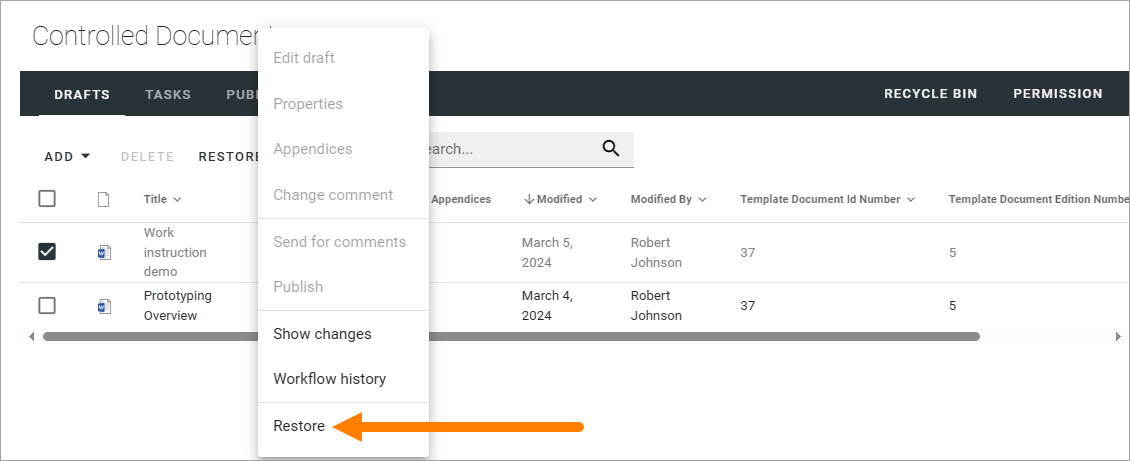 Controlled Documen
DRAFTS TASKS PUB RECYCLE BIN PERMISSION
ADD DELETE RESTORE earch...
Title Appendices Modified Modified By Template Document Id Number Template Document Edition Numbe
Work instruction demo March 5, 2024 Robert Johnson 37 5
Prototyping Overview March 4, 2024 Robert Johnson 37 5
Edit draft
Properties
Appendices
Change comment
Send for comments
Publish
Show changes
Workflow history
Restore